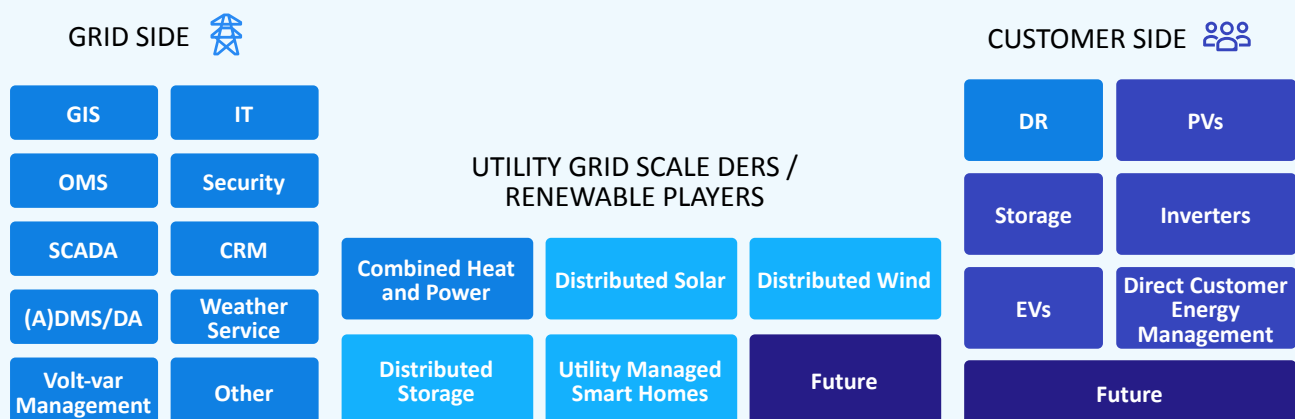 GRID SIDE
GIS
IT
OMS
Security
SCADA
CRM
(A)DMS/DA
Weather
Service
Volt-var
Management
Other
UTILITY GRID SCALE DERS /
RENEWABLE PLAYERS
Combined Heat
and Power
Distributed Solar
Distributed Wind
Distributed
Storage
Utility Managed
Smart Homes
Future
CUSTOMER SIDE
DR
PVs
Storage
Inverters
EVs
Direct Customer
Energy
Management
Future